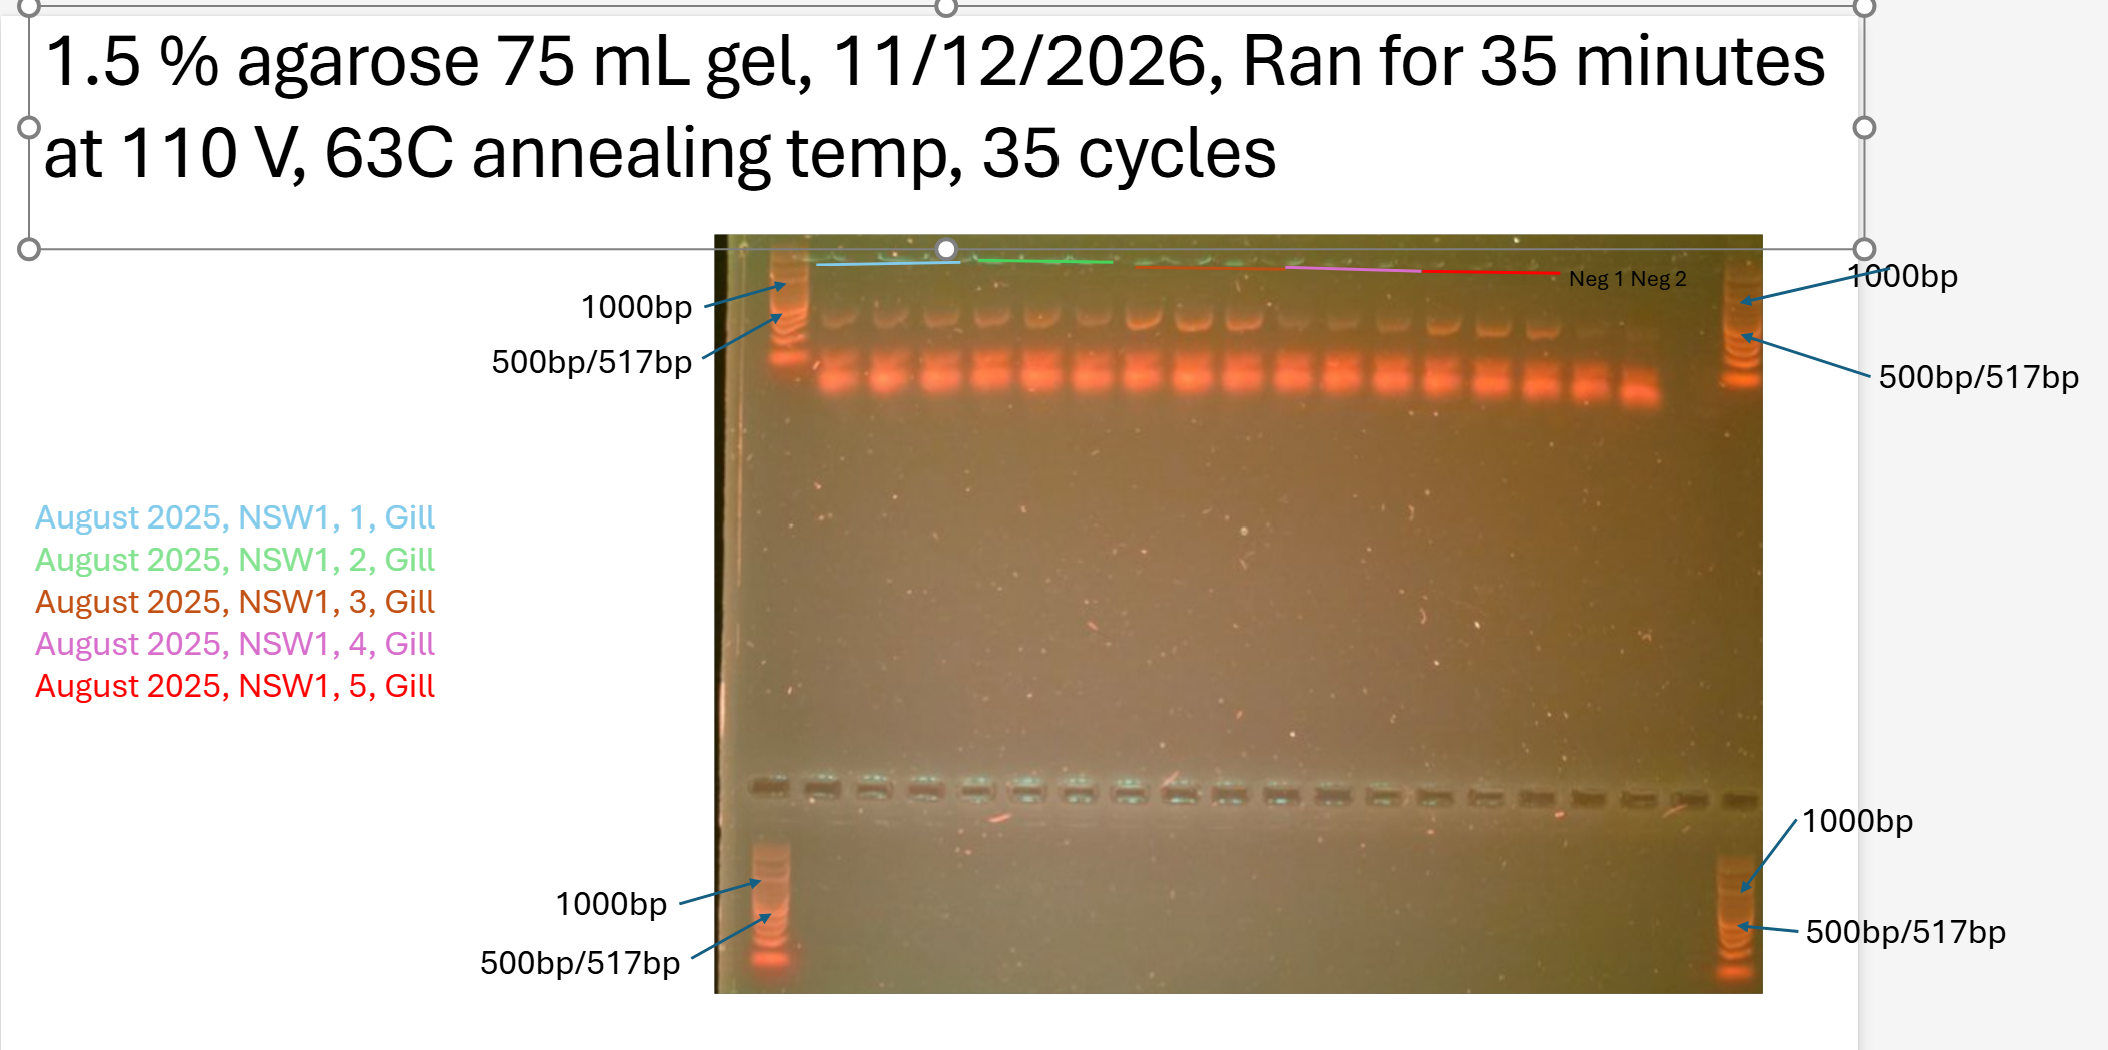 1.5 % agarose 75 mL gel, 11/12/2026, Ran for 35 minutes
at 110 V, 63C annealing temp, 35 cycles
1000bp
500bp/517bp
Neg 1 Neg 2
1000bp
500bp/517bp
August 2025, NSW1, 1, Gill
August 2025, NSW1, 2, Gill
August 2025, NSW1, 3, Gill
August 2025, NSW1, 4, Gill
August 2025, NSW1, 5, Gill
1000bp
500bp/517bp
1000bp
500bp/517bp